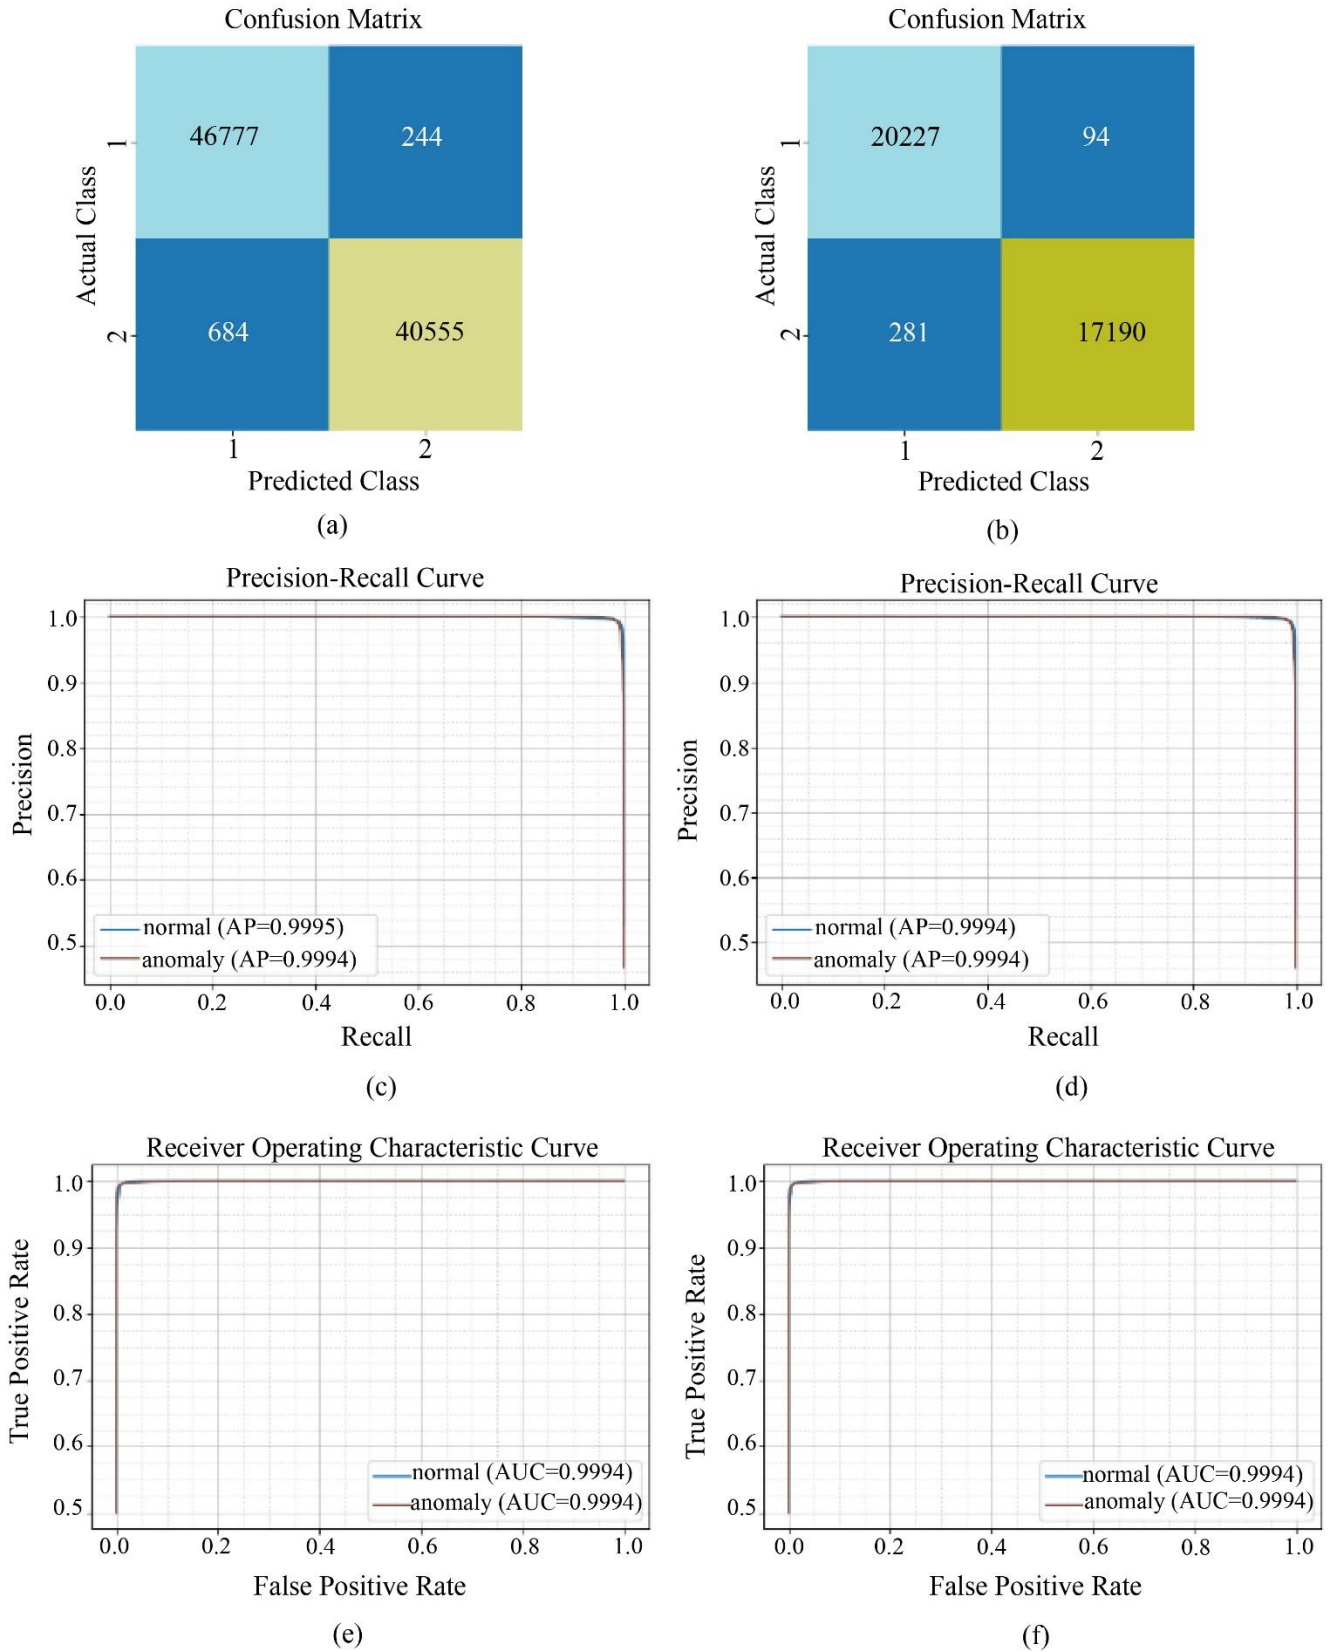 Confusion Matrix
Actual Class
1
2
46777
244
684
40555
1
2
Predicted Class
(a)
Confusion Matrix
Actual Class
1
2
20227
94
281
17190
1
2
Predicted Class
(b)
Precision-Recall Curve
Precision
1.0
0.9
0.8
0.7
0.6
0.5
normal (AP=0.9995)
anomaly (AP=0.9994)
0.0 0.2 0.4 0.6 0.8 1.0
Recall
(c)
Precision-Recall Curve
Precision
1.0
0.9
0.8
0.7
0.6
0.5
normal (AP=0.9994)
anomaly (AP=0.9994)
0.0 0.2 0.4 0.6 0.8 1.0
Recall
(d)
Receiver Operating Characteristic Curve
True Positive Rate
1.0
0.9
0.8
0.7
0.6
0.5
normal (AUC=0.9994)
anomaly (AUC=0.9994)
0.0 0.2 0.4 0.6 0.8 1.0
False Positive Rate
(e)
Receiver Operating Characteristic Curve
True Positive Rate
1.0
0.9
0.8
0.7
0.6
0.5
normal (AUC=0.9994)
anomaly (AUC=0.9994)
0.0 0.2 0.4 0.6 0.8 1.0
False Positive Rate
(f)